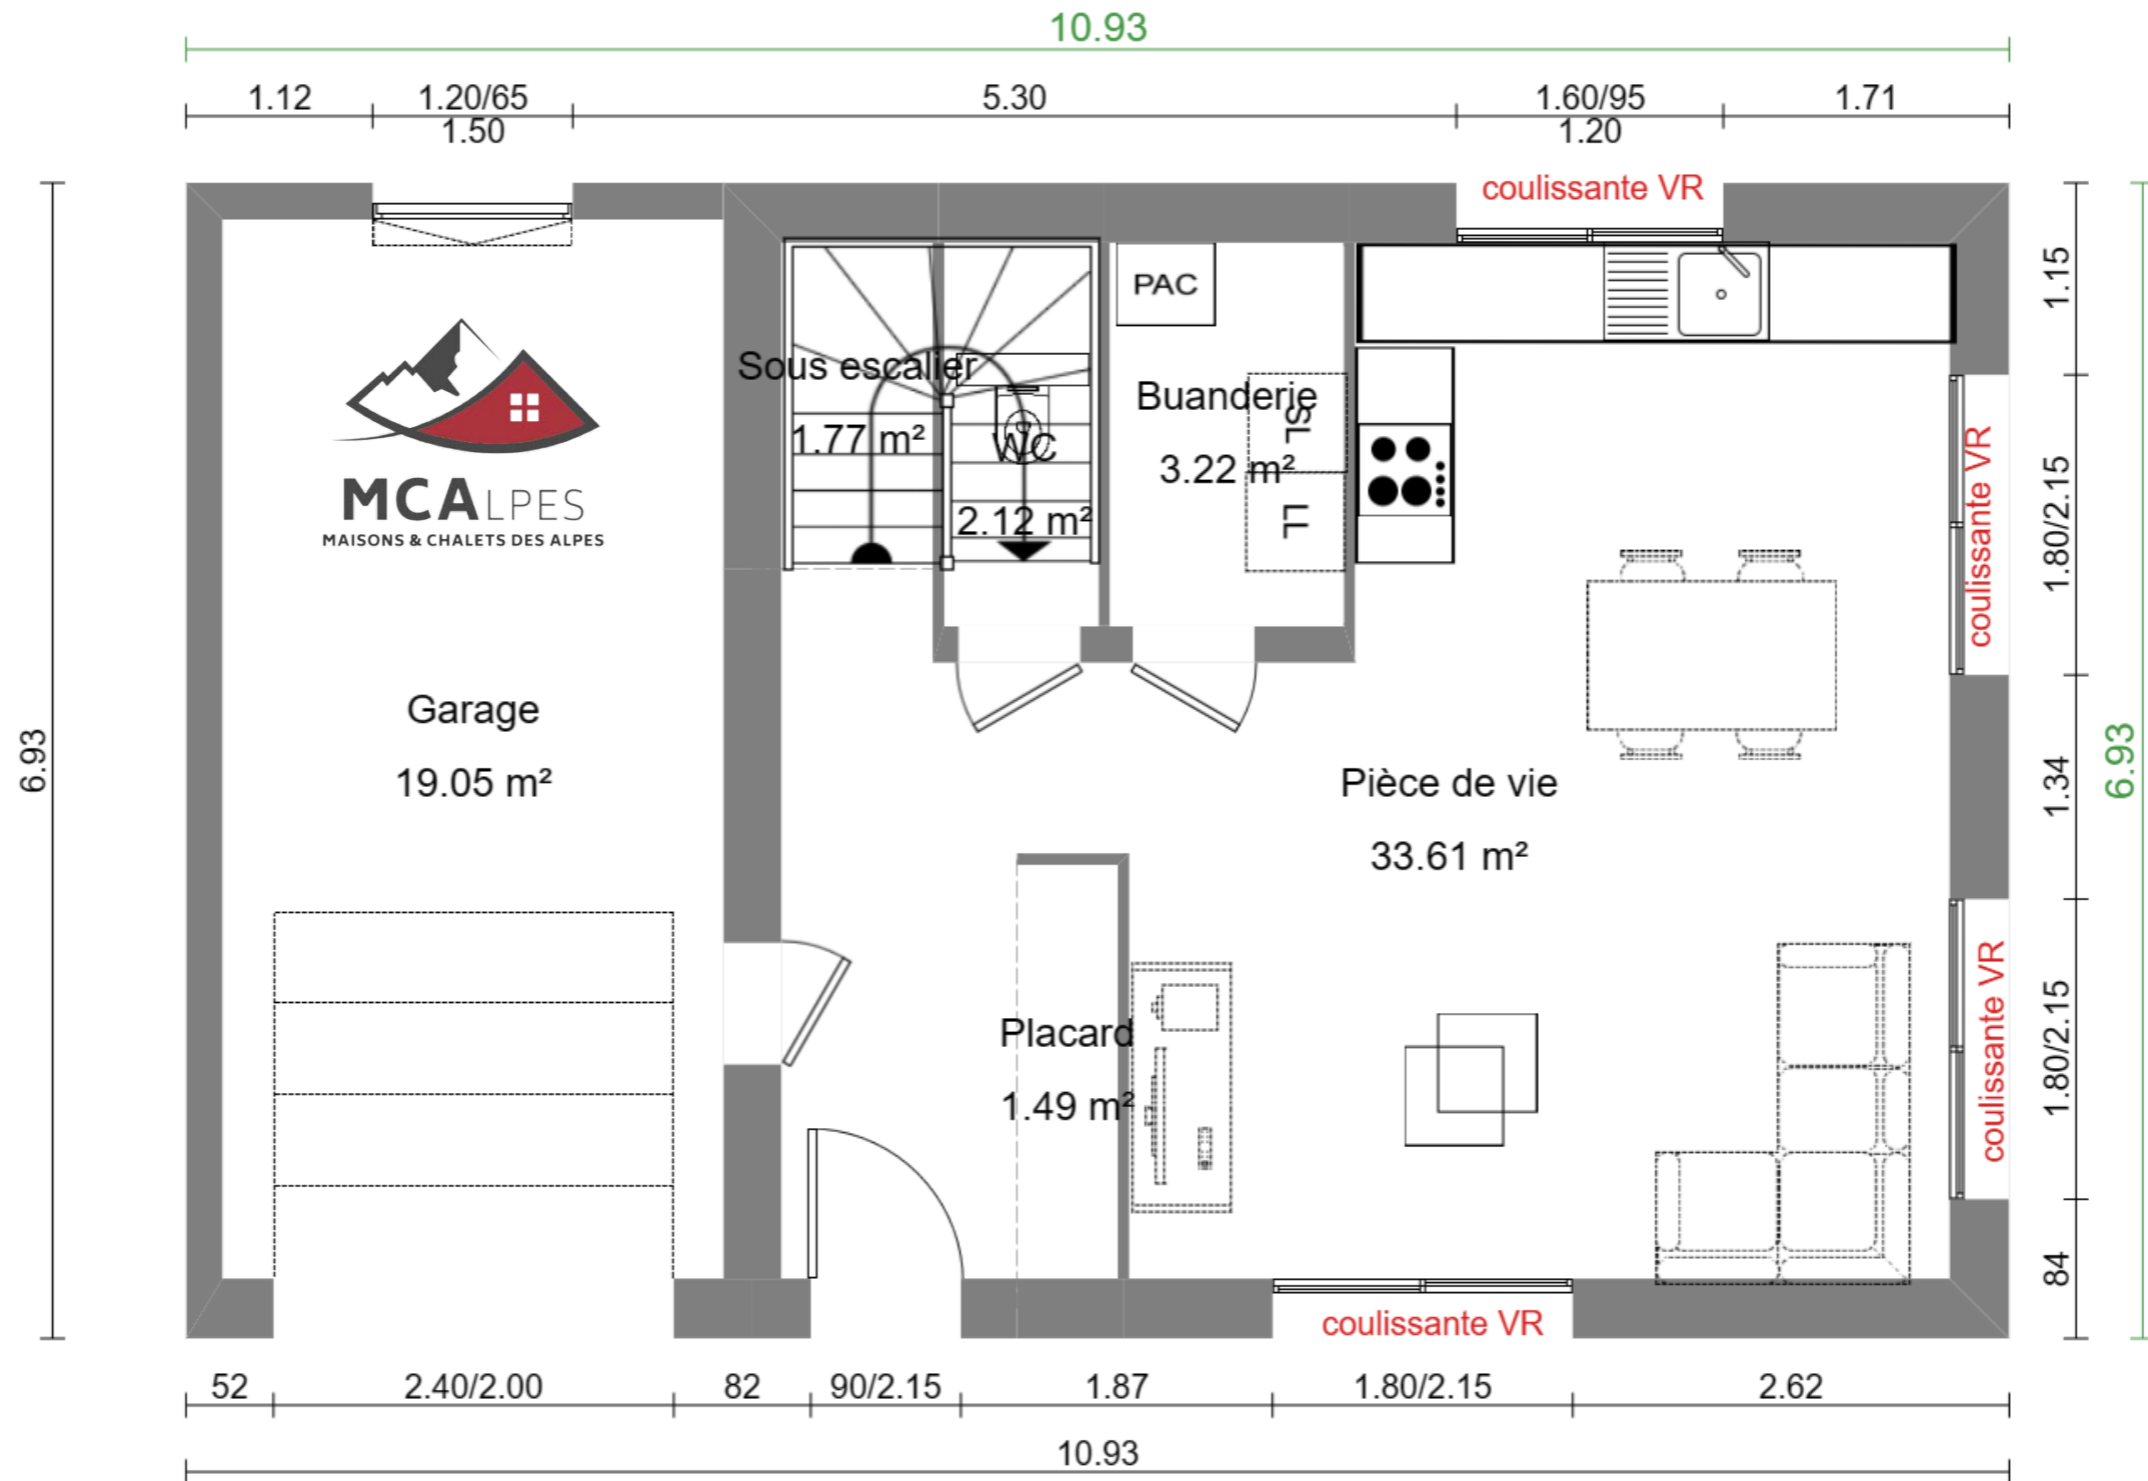 10.93
1.12
1.20/65
5.30
1.60/95
1.71
1.50
1.20
coulissante VR
PAC
1.15
Sous escalier
1.77 m²
WC
2.12 m²
Buanderie
3.22 m²
SL
LL
MCALPES
MAISONS & CHALETS DES ALPES
coulissante VR
1.80/2.15
Garage
19.05 m²
6.93
Pièce de vie
33.61 m²
1.34
6.93
Placard
1.49 m²
coulissante VR
1.80/2.15
84
coulissante VR
52
2.40/2.00
82
90/2.15
1.87
1.80/2.15
2.62
10.93